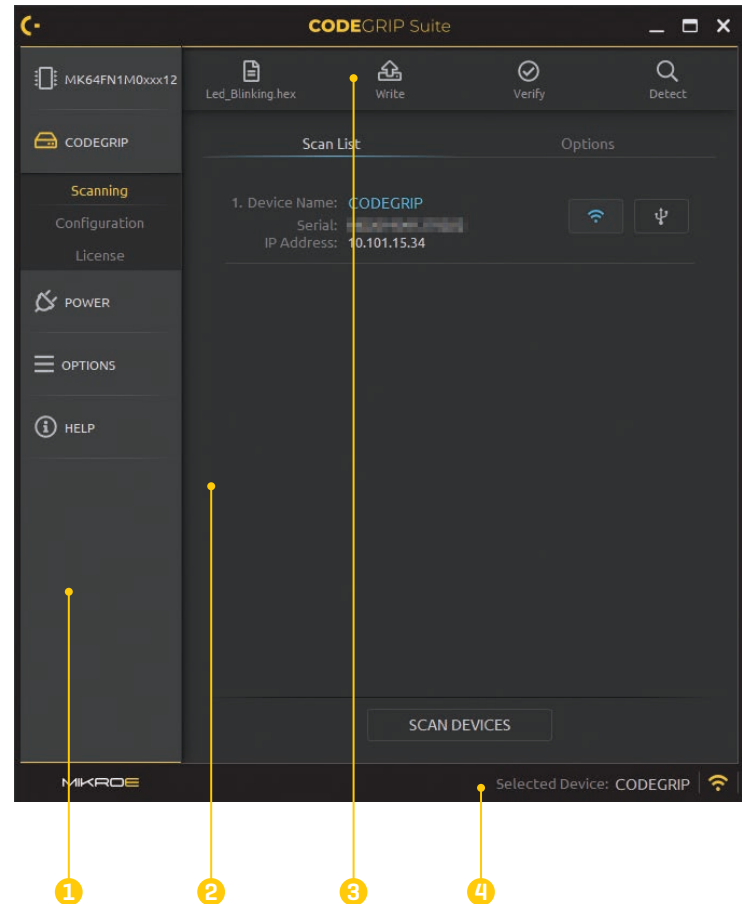 CODEGRIP Suite
MK64FN1M0xxx12
Led_Blinking.hex
Write
Verify
Detect
CODEGRIP
Scan List
Options
Scanning
Configuration
License
1. Device Name: CODEGRIP
Serial:
IP Address: 10.101.15.34
POWER
OPTIONS
HELP
SCAN DEVICES
MIKROE
Selected Device: CODEGRIP
1
2
3
4